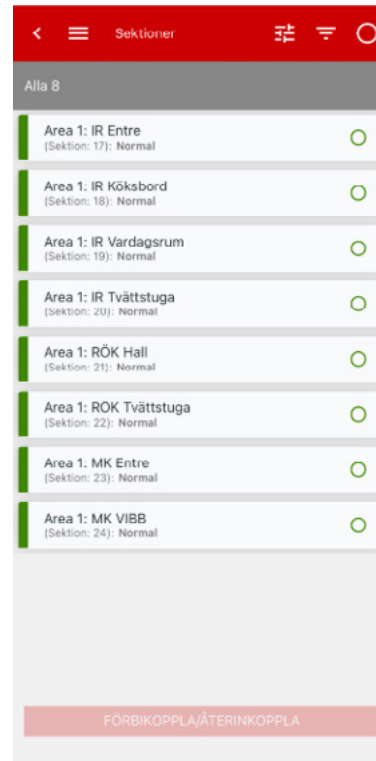 Sektioner
Alla 8
Area 1: IR Entre
(Sektion: 17): Normal
Area 1: IR Köksbord
(Sektion: 18): Normal
Area 1: IR Vardagsrum
(Sektion: 19): Normal
Area 1: IR Tvättstuga
(Sektion: 20): Normal
Area 1: RÖK Hall
(Sektion: 21): Normal
Area 1: ROK Tvättstuga
(Sektion: 22): Normal
Area 1: MK Entre
(Sektion: 23): Normal
Area 1: MK VIBB
(Sektion: 24): Normal
FÖRBIKOPPLA/ÅTERINKOPPLA